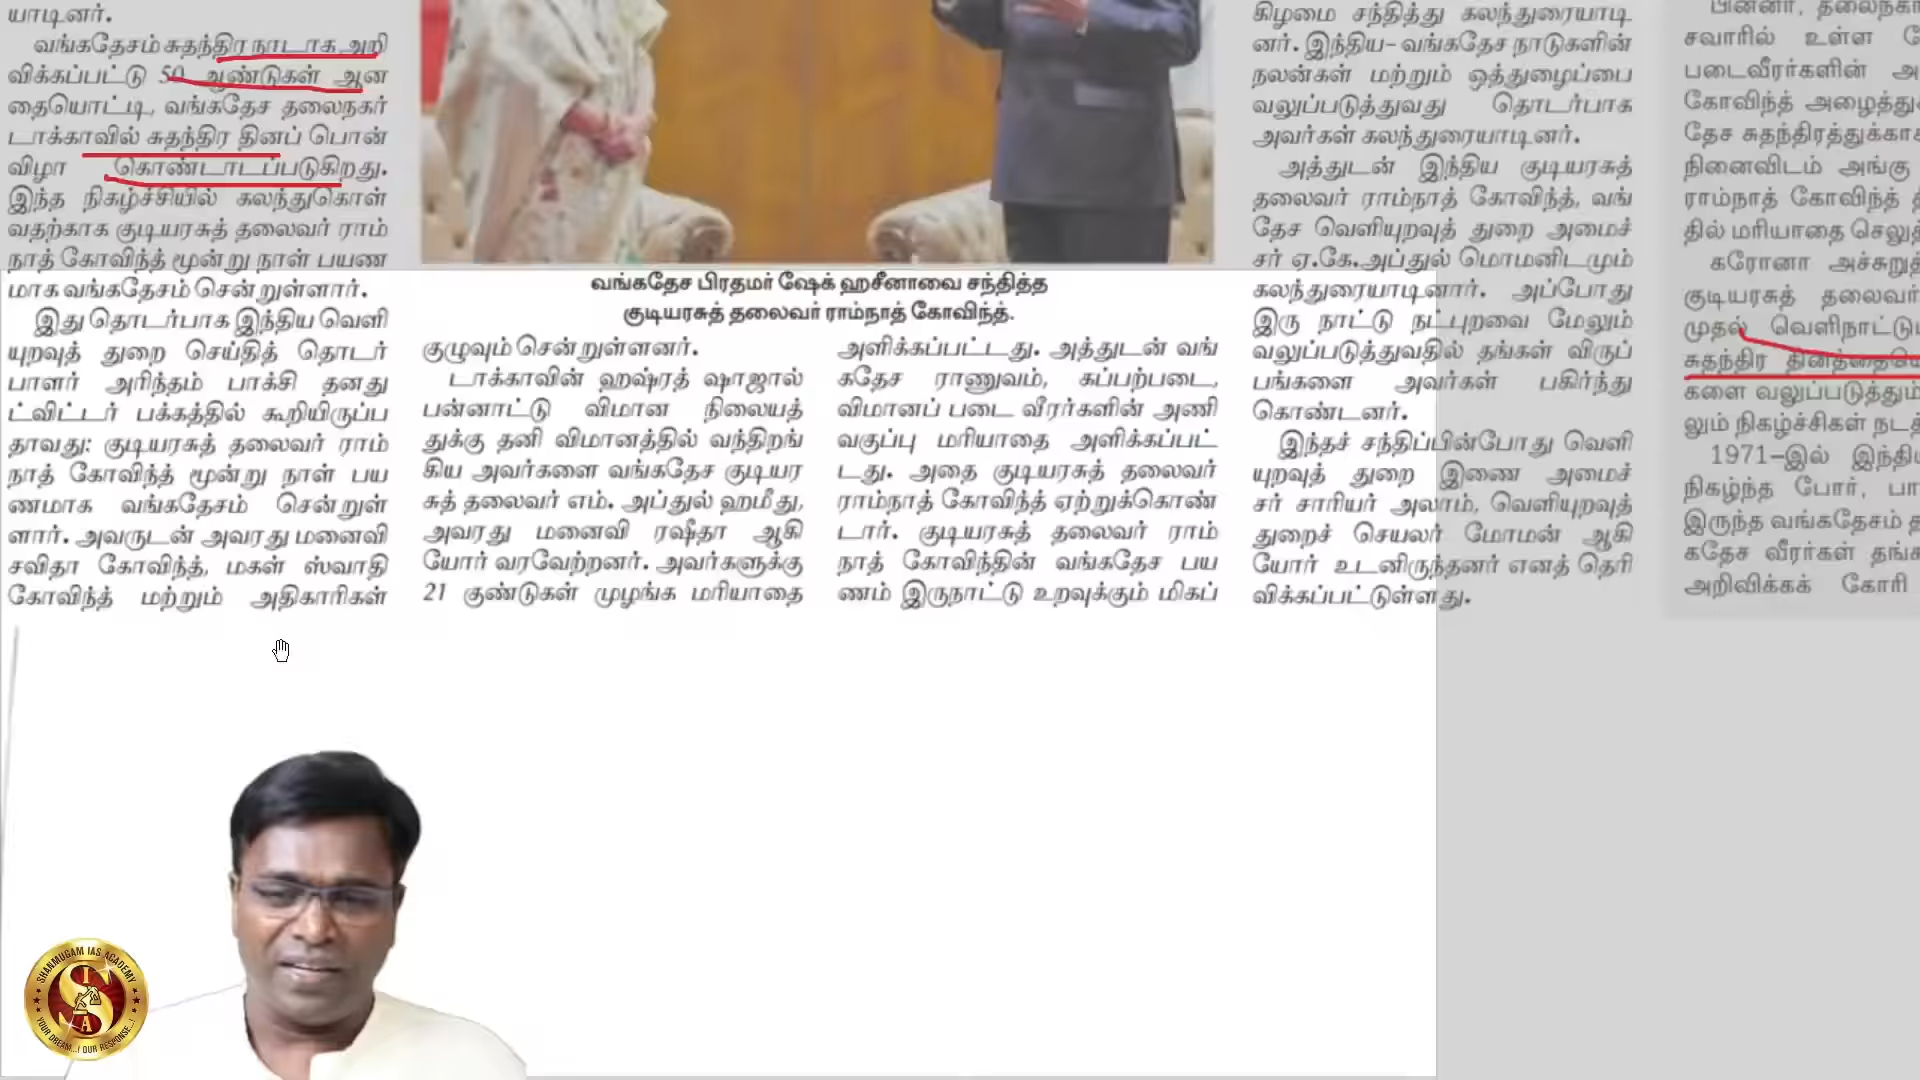 யாடினர்.
வங்கதேசம் சுதந்திர நாடாக அறி
விக்கப்பட்டு 50 ஆண்டுகள் ஆன
தையொட்டி, வங்கதேச தலைநகர்
டாக்காவில் சுதந்திர தினப் பொன்
விழா கொண்டாடப்படுகிறது.
இந்த நிகழ்ச்சியில் கலந்துகொள்
வதற்காக குடியரசுத் தலைவர் ராம்
நாத் கோவிந்த் மூன்று நாள் பயண
மாக வங்கதேசம் சென்றுள்ளார்.
இது தொடர்பாக இந்திய வெளி
யுறவுத் துறை செய்தித் தொடர்
பாளர் அரிந்தம் பாக்சி தனது
ட்விட்டர் பக்கத்தில் கூறியிருப்ப
தாவது: குடியரசுத் தலைவர் ராம்
நாத் கோவிந்த் மூன்று நாள் பய
ணமாக வங்கதேசம் சென்றுள்
ளார். அவருடன் அவரது மனைவி
சவிதா கோவிந்த், மகள் ஸ்வாதி
கோவிந்த் மற்றும் அதிகாரிகள்
வங்கதேச பிரதமர் ஷேக் ஹசீனாவை சந்தித்த
குடியரசுத் தலைவர் ராம்நாத் கோவிந்த்.
குழுவும் சென்றுள்ளனர்.
டாக்காவின் ஹஷ்ரத் ஷாஜால்
பன்னாட்டு விமான நிலையத்
துக்கு தனி விமானத்தில் வந்திறங்
கிய அவர்களை வங்கதேச குடியர
சுத் தலைவர் எம். அப்துல் ஹமீது,
அவரது மனைவி ரஷீதா ஆகி
யோர் வரவேற்றனர். அவர்களுக்கு
21 குண்டுகள் முழங்க மரியாதை
அளிக்கப்பட்டது. அத்துடன் வங்
கதேச ராணுவம், கப்பற்படை,
விமானப் படை வீரர்களின் அணி
வகுப்பு மரியாதை அளிக்கப்பட்
டது. அதை குடியரசுத் தலைவர்
ராம்நாத் கோவிந்த் ஏற்றுக்கொண்
டார். குடியரசுத் தலைவர் ராம்
நாத் கோவிந்தின் வங்கதேச பய
ணம் இருநாட்டு உறவுக்கும் மிகப்
கிழமை சந்தித்து கலந்துரையாடி
னர். இந்திய- வங்கதேச நாடுகளின்
நலன்கள் மற்றும் ஒத்துழைப்பை
வலுப்படுத்துவது தொடர்பாக
அவர்கள் கலந்துரையாடினர்.
அத்துடன் இந்திய குடியரசுத்
தலைவர் ராம்நாத் கோவிந்த், வங்
தேச வெளியுறவுத் துறை அமைச்
சர் ஏ.கே.அப்துல் மொமனிடமும்
கலந்துரையாடினார். அப்போது
இரு நாட்டு நட்புறவை மேலும்
வலுப்படுத்துவதில் தங்கள் விருப்
பங்களை அவர்கள் பகிர்ந்து
கொண்டனர்.
இந்தச் சந்திப்பின்போது வெளி
யுறவுத் துறை இணை அமைச்
சர் சாரியர் அலாம், வெளியுறவுத்
துறைச் செயலர் மோமன் ஆகி
யோர் உடனிருந்தனர் எனத் தெரி
விக்கப்பட்டுள்ளது.
சவாரில் உள்ள
படைவீரர்களின்
கோவிந்த் அழைத்துக்
தேச சுதந்திரத்துக்காக
நினைவிடம் அங்கு
ராம்நாத் கோவிந்த்
தில் மரியாதை செலுத்
கரோனா அச்சுறுத்
குடியரசுத் தலைவர்
முதல் வெளிநாட்டுப்
சுதந்திர தினத்தையொ
களை வலுப்படுத்தும்
லும் நிகழ்ச்சிகள் நடத்
1971–இல் இந்திய
நிகழ்ந்த போர், பா
இருந்த வங்கதேசம்
கதேச வீரர்கள் தங்க
அறிவிக்கக் கோரி
SHANMUGAM IAS ACADEMY
SIA
YOUR DREAM...! OUR RESPONSE...!